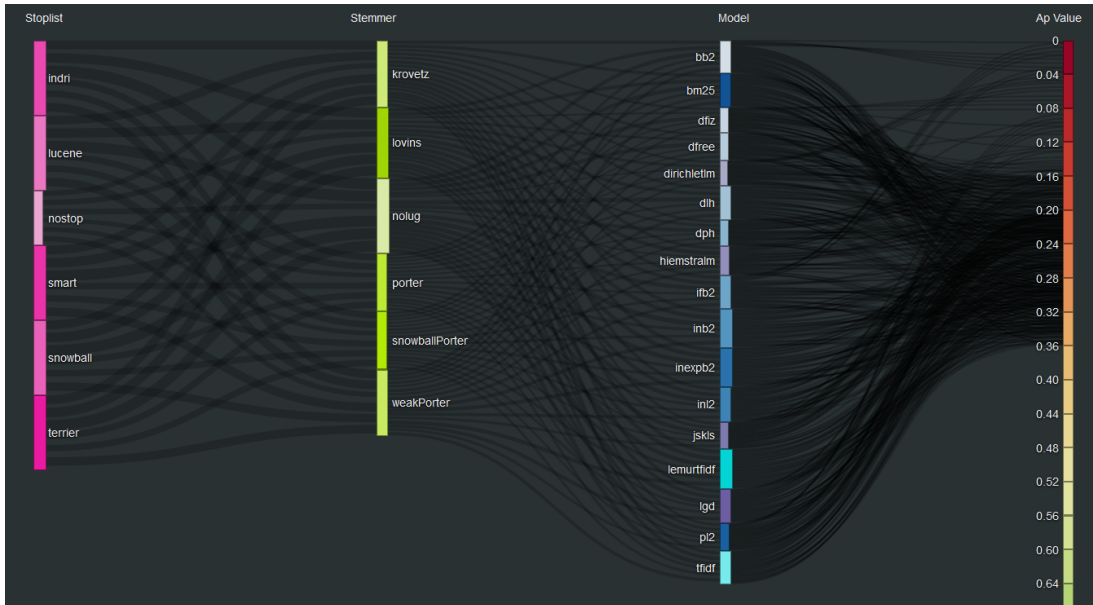 Stoplist
Stemmer
Model
Ap Value
indri
lucene
nostop
smart
snowball
terrier
krovetz
lovins
nolug
porter
snowballPorter
weakPorter
bb2
bm25
dfiz
dfree
dirichletlm
dlh
dph
hiemstralm
ifb2
inb2
inexpb2
inl2
jskls
lemurtfidf
lgd
pl2
tfidf
0
0.04
0.08
0.12
0.16
0.20
0.24
0.28
0.32
0.36
0.40
0.44
0.48
0.52
0.56
0.60
0.64